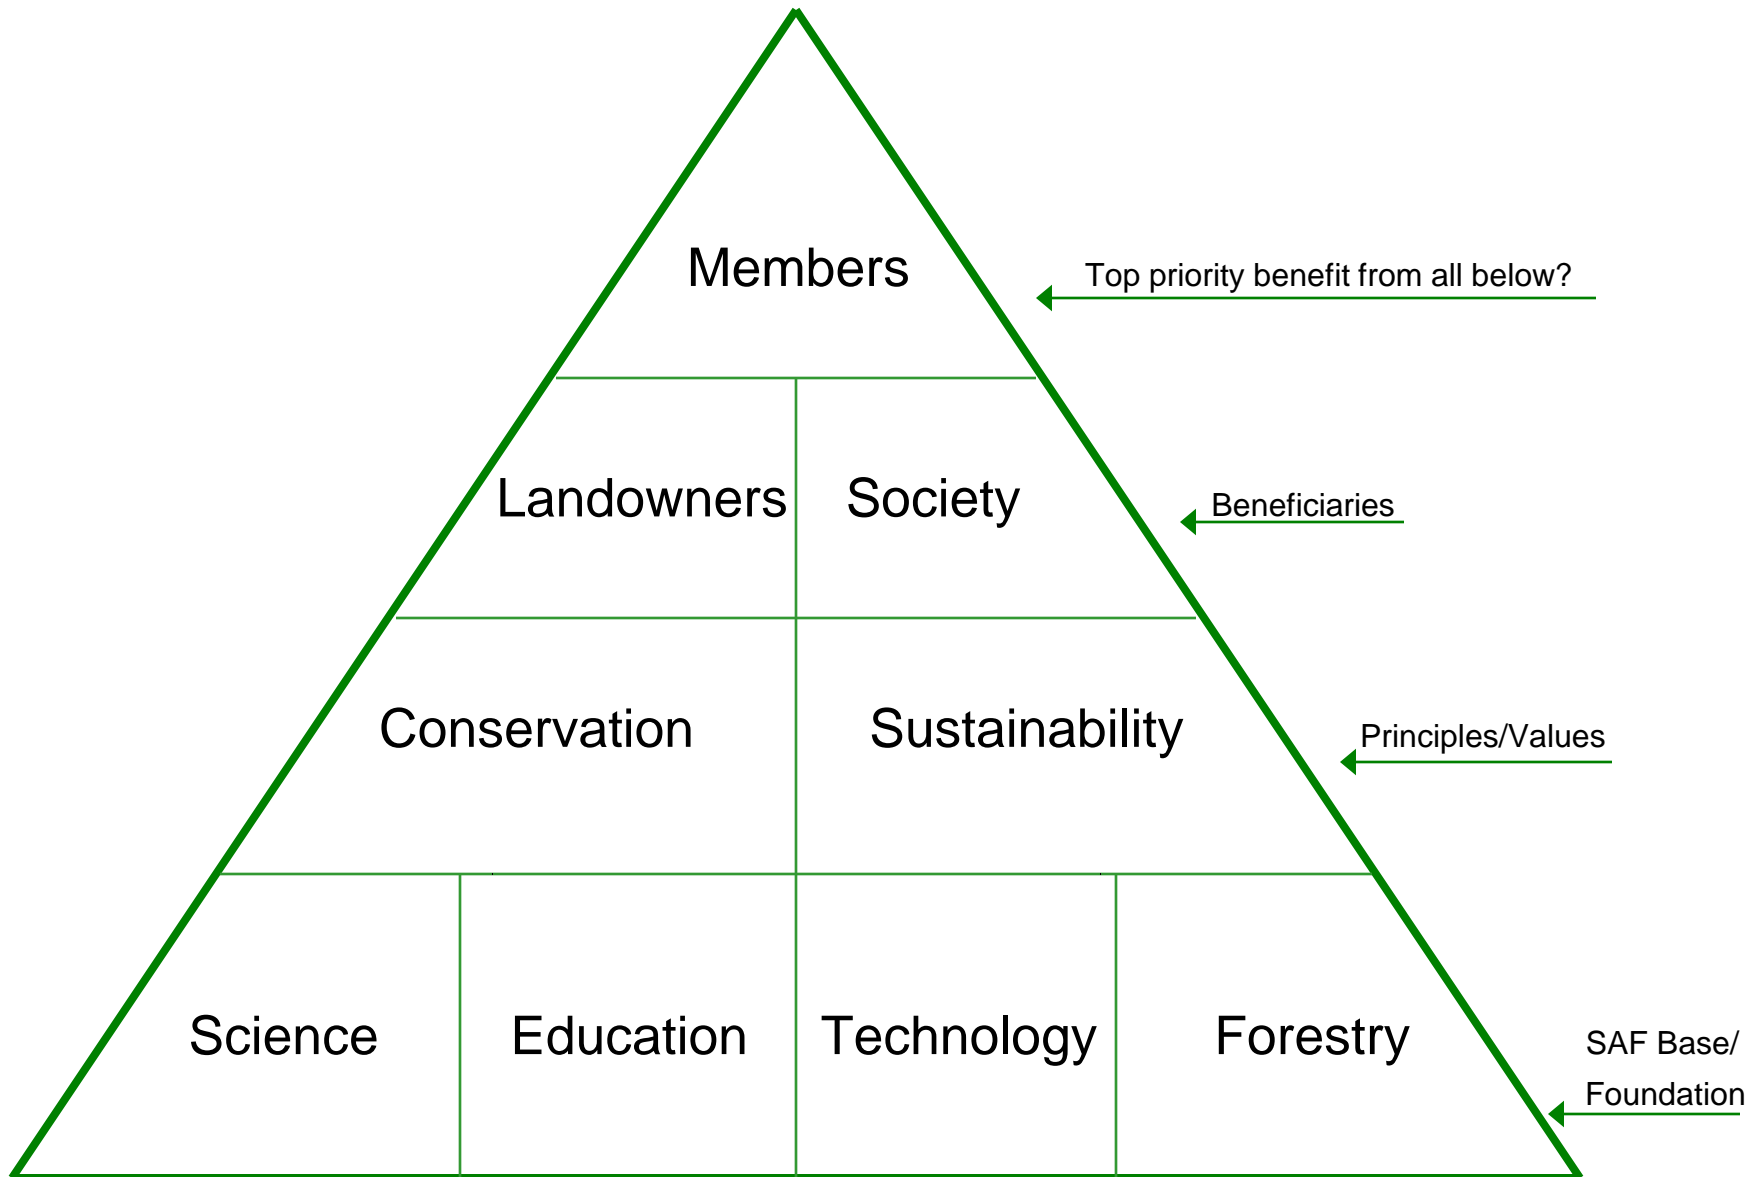 Members
Top priority benefit from all below?
Landowners
Society
Beneficiaries
Conservation
Sustainability
Principles/Values
Science
Education
Technology
Forestry
SAF Base/
Foundation